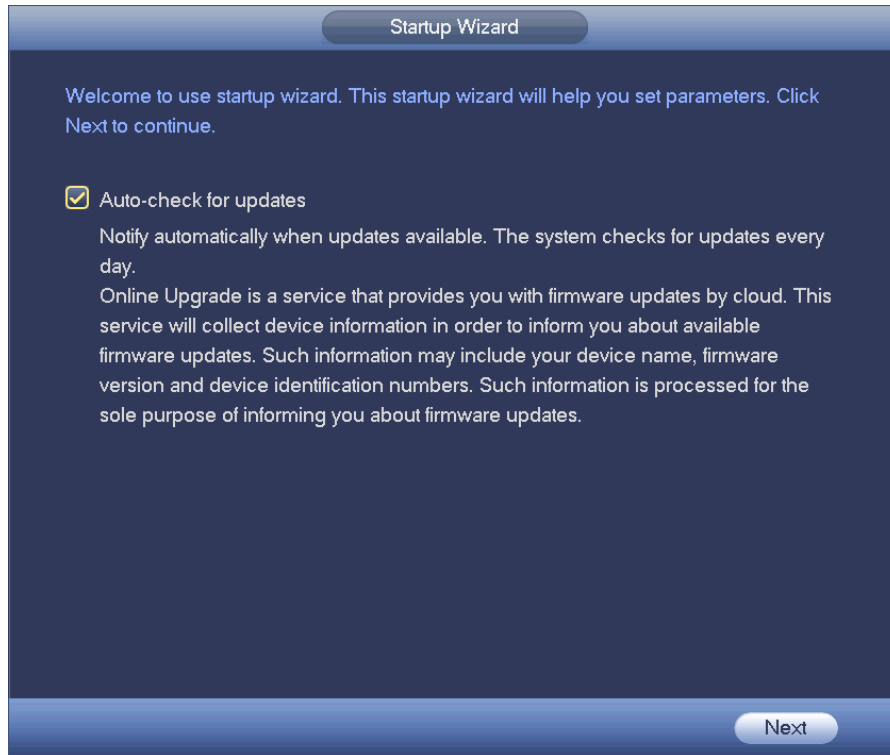 Startup Wizard
Welcome to use startup wizard. This startup wizard will help you set parameters. Click
Next to continue.
Auto-check for updates
Notify automatically when updates available. The system checks for updates every
day.
Online Upgrade is a service that provides you with firmware updates by cloud. This
service will collect device information in order to inform you about available
firmware updates. Such information may include your device name, firmware
version and device identification numbers. Such information is processed for the
sole purpose of informing you about firmware updates.
Next